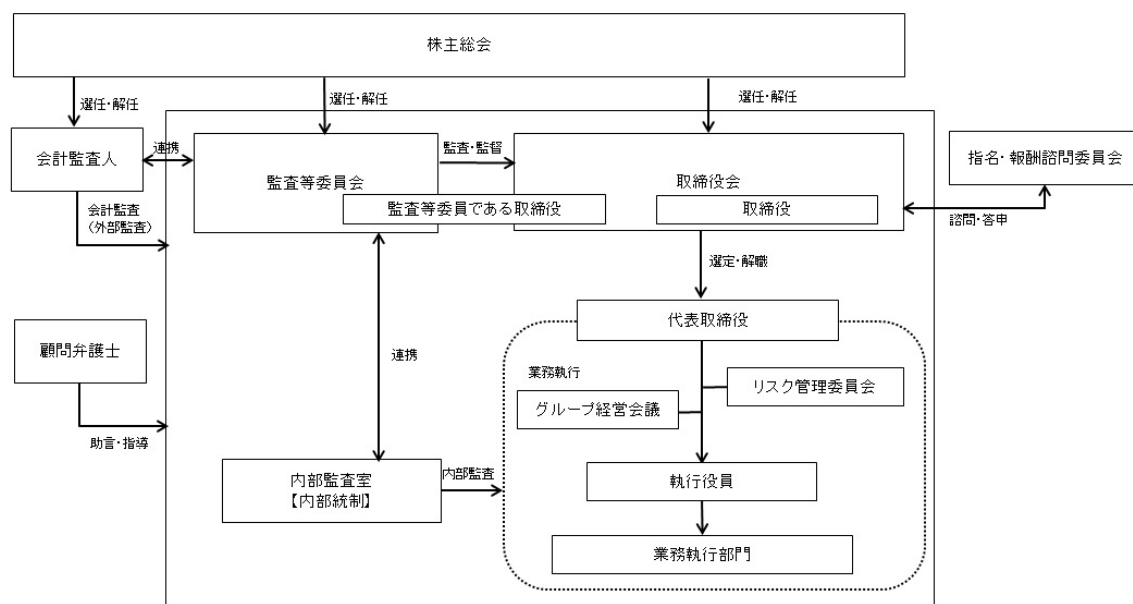 株主総会
選任・解任
選任・解任
選任・解任
会計監査人
連携
監査等委員会
監査・監督
取締役会
指名・報酬諮問委員会
監査等委員である取締役
取締役
会計監査
（外部監査）
諮問・答申
選定・解職
代表取締役
顧問弁護士
連携
業務執行
リスク管理委員会
グループ経営会議
助言・指導
内部監査室
【内部統制】
内部監査
執行役員
業務執行部門